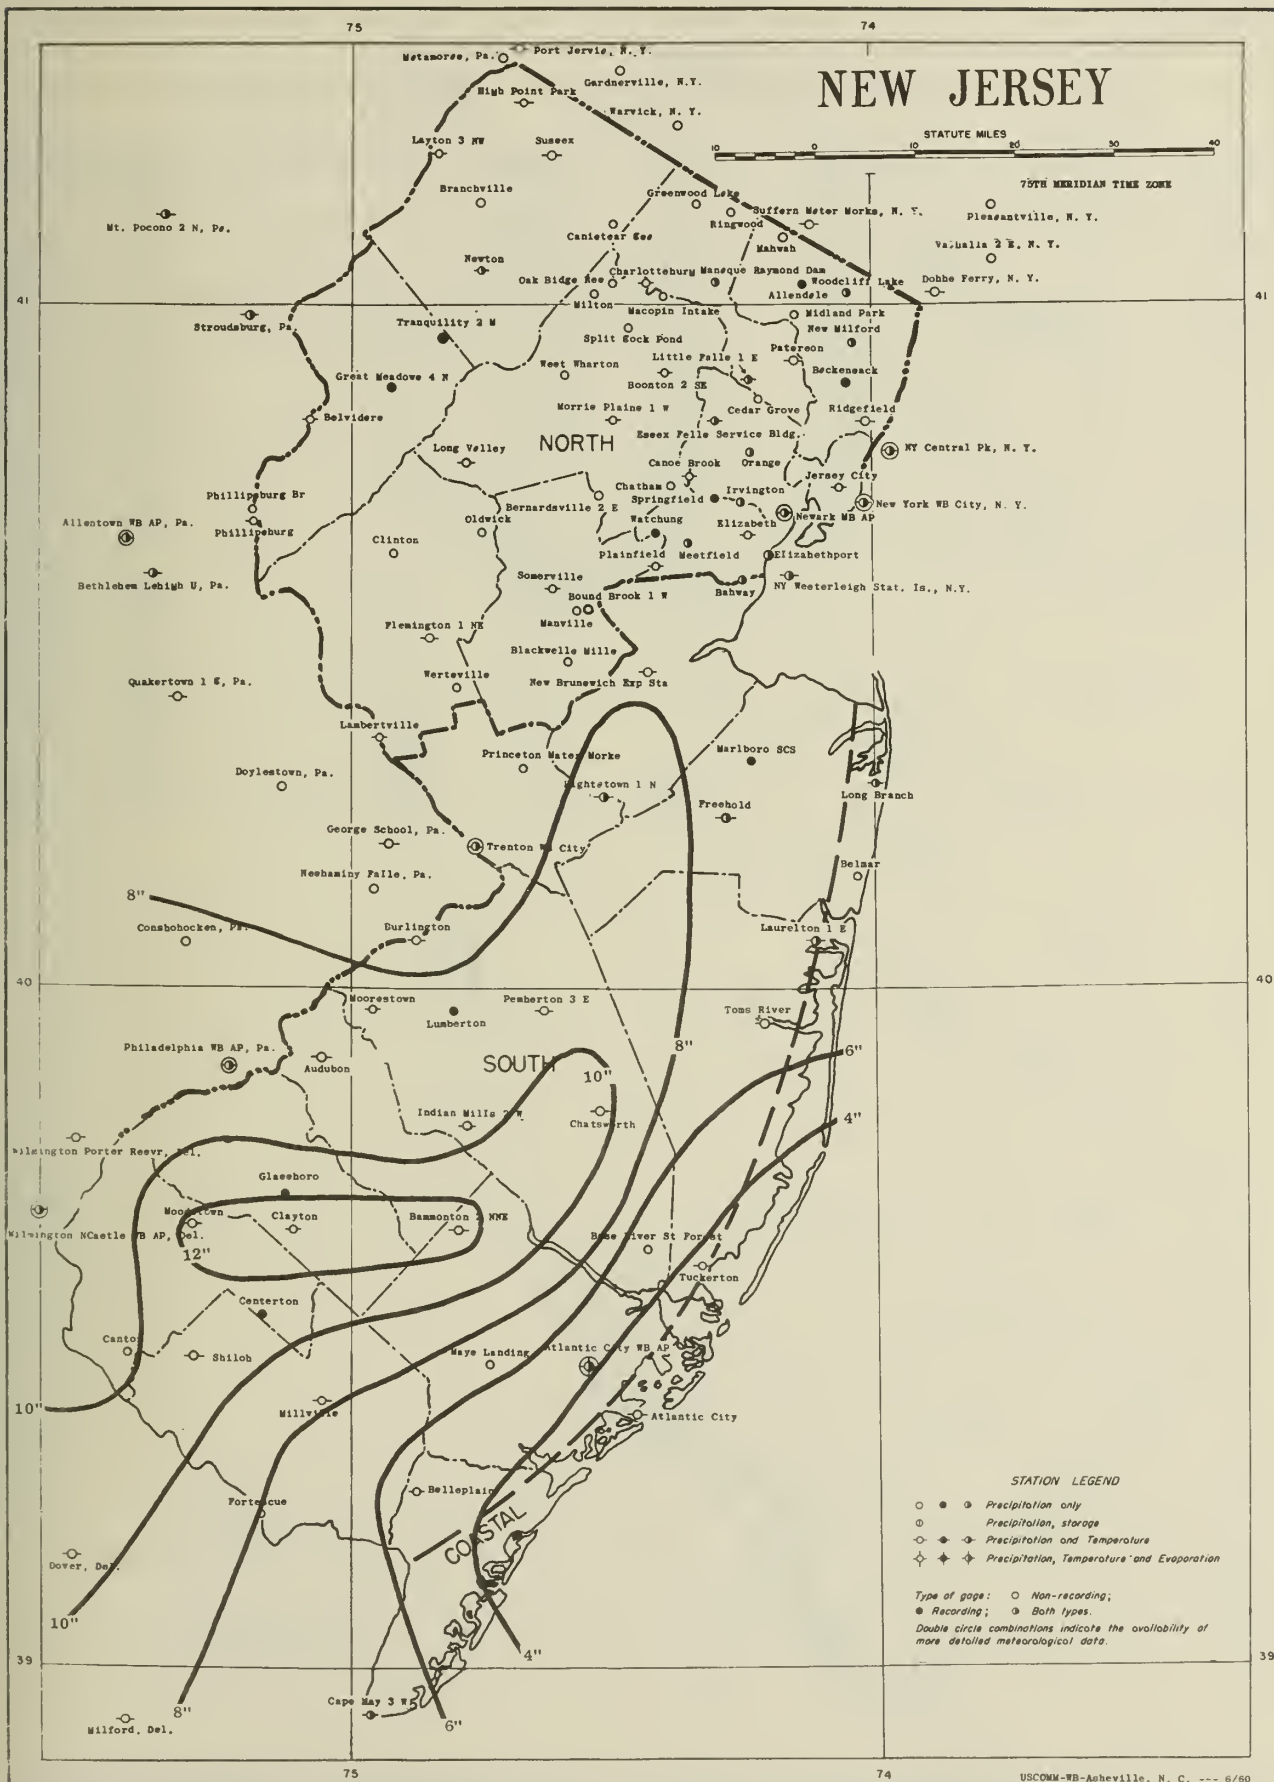 75 74
Port Jervis, N. Y.
Matamorse, Pa.
Gardnerville, N.Y.
NEW JERSEY
High Point Park
Warvick, N. Y.
STATUTE MILES
10 0 10 20 30 40
Layton 3 NW
Sussex
75TH MERIDIAN TIME ZONE
Branchville
Greenwood Lake
Suffern Water Works, N. Y.
Pleasantville, N. Y.
Ringwood
Mt. Pocono 2 N, Pa.
Canistear Res
Mahwah
Valhalla 2 E, N. Y.
Newton
Charlotteburg
Wanaque Raymond Dam
Oak Bidge Res
Woodcliff Lake
Dobbs Ferry, N. Y.
Milton
Allendale
41 41
Macopin Intake
Midland Park
Stroudsburg, Pa.
Tranquility 2 M
New Milford
Split Rock Pond
Paterson
West Wharton
Little Falls 1 E
Great Meadows 4 N
Boonton 2 SE
Hackensack
Belvidere
Morris Plains 1 W
Cedar Grove
Ridgefield
NORTH
Essex Fells Service Bldg.
NY Central Pk, N. Y.
Long Valley
Canoe Brook
Orange
Jersey City
Phillipsburg Br
Chatham
Springfield
Irvington
Bernardsville 2 E
New York WB City, N. Y.
Allentown WB AP, Pa.
Phillipsburg
Oldwick
Watchung
Elizabeth
Newark WB AP
Clinton
Plainfield
Westfield
Elizabethport
Bethlehem Lehigh U, Pa.
Somerville
Rahway
NY Westerleigh Stat. Is., N.Y.
Bound Brook 1 W
Manville
Flemington 1 NE
Blackwells Mills
Quakertown 1 E, Pa.
Wertsville
New Brunswick Exp Sta
Lambertville
Princeton Water Works
Marlboro SCS
Doylestown, Pa.
Hightstown 1 N
Long Branch
Freehold
George School, Pa.
Trenton WB City
Neshaminy Falls, Pa.
Belmar
8"
Conshohocken, Pa.
Burlington
Laurelton 1 E
40 40
Moorestown
Pemberton 3 E
Lumberton
Toms River
Philadelphia WB AP, Pa.
Audubon
SOUTH
8"
6"
10"
Indian Mills 2 W
Chatsworth
4"
Wilmington Porter Resvr, Del.
Glassboro
Woodstown
Clayton
Hammonton 2 NNE
Wilmington NCastle WB AP, Del.
12"
Bass River St Forest
Tuckerton
Centerton
Canton
Shiloh
Mays Landing
Atlantic City WB AP
10"
Millville
Atlantic City
STATION LEGEND
Precipitation only
Belleplain
Fortescue
Precipitation, storage
Precipitation and Temperature
COASTAL
Dover, Del.
Precipitation, Temperature and Evaporation
Type of gage: Non-recording;
Recording; Both types.
10"
Double circle combinations indicate the availability of
more detailed meteorological data.
4"
39 39
8"
Cape May 3 W
Milford, Del.
6"
75 74
USCOMM-WB-Asheville, N. C. --- 6/60